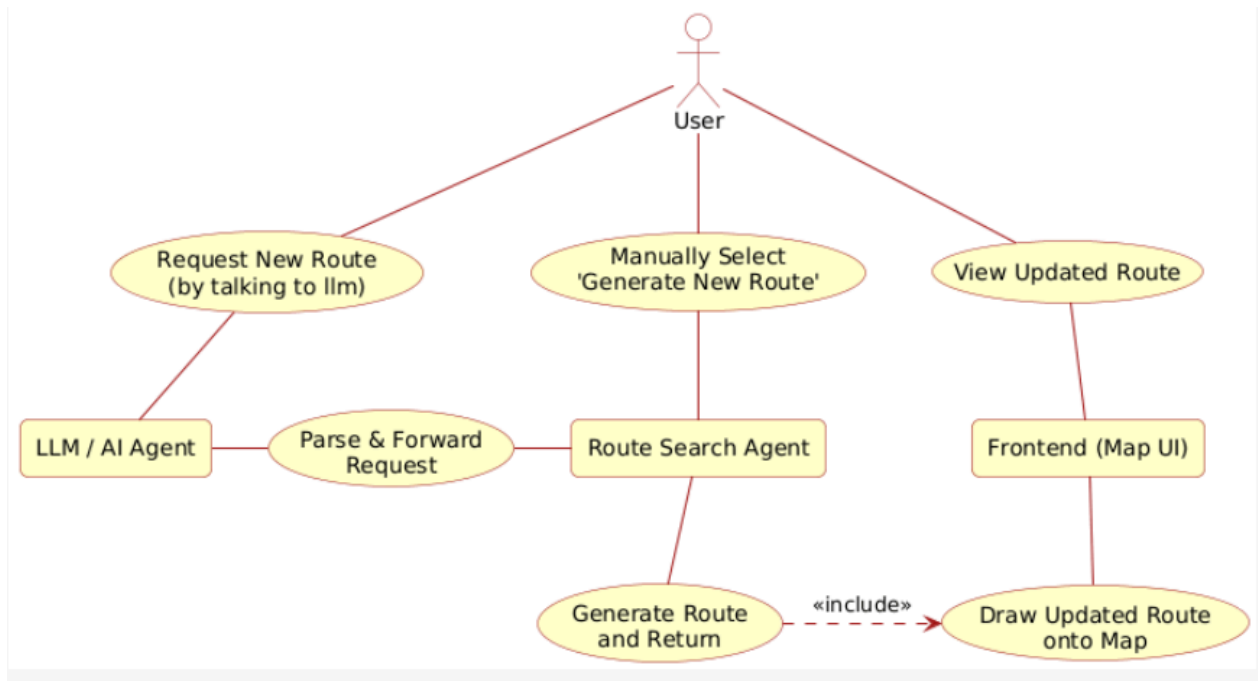 User
Request New Route
(by talking to llm)
Manually Select
'Generate New Route'
View Updated Route
LLM / AI Agent
Parse & Forward
Request
Route Search Agent
Frontend (Map UI)
Generate Route
and Return
«include»
Draw Updated Route
onto Map